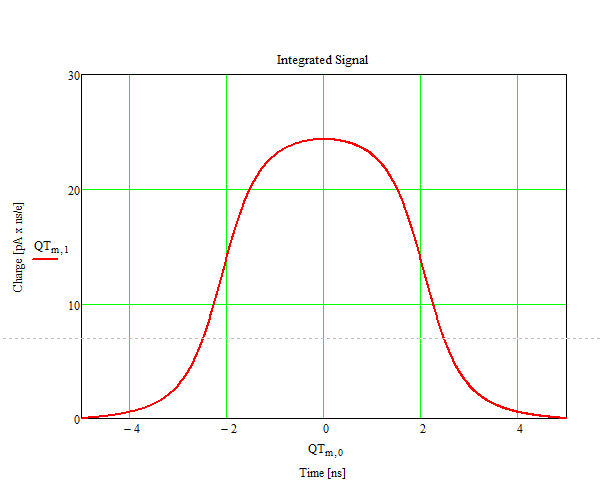 Integrated Signal
30
20
10
0
Charge [pA x ns/e]
QTm,1
−4
−2
0
2
4
QTm,0
Time [ns]